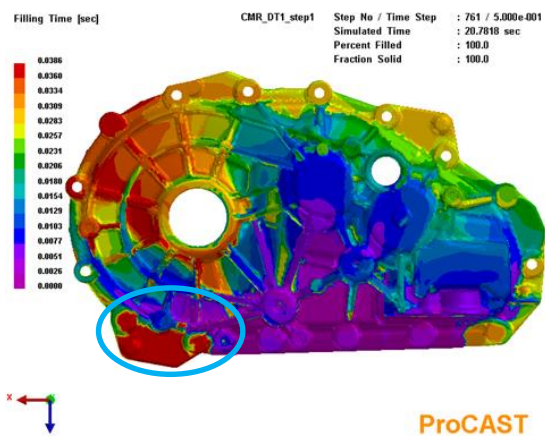 Filling Time [sec]
CMR_DT1_step1
Step No / Time Step : 761 / 5.000e-001
Simulated Time : 20.7818 sec
Percent Filled : 100.0
Fraction Solid : 100.0
0.0386
0.0360
0.0334
0.0309
0.0283
0.0257
0.0231
0.0206
0.0180
0.0154
0.0129
0.0103
0.0077
0.0051
0.0026
0.0000
X
ProCAST